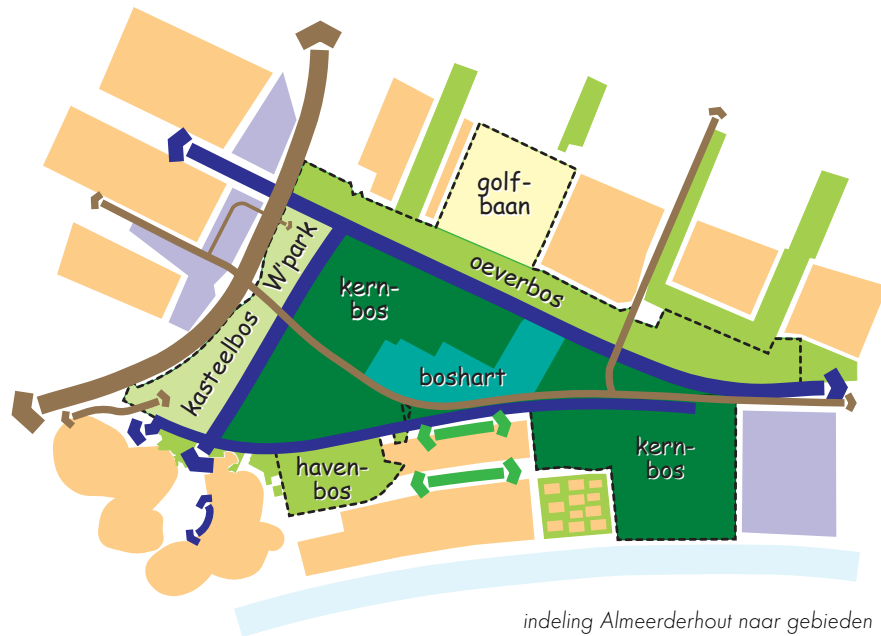 golf-
baan
oeverbos
W'park
kern-
bos
kasteelbos
boshart
kern-
bos
haven-
bos
indeling Almeerderhout naar gebieden